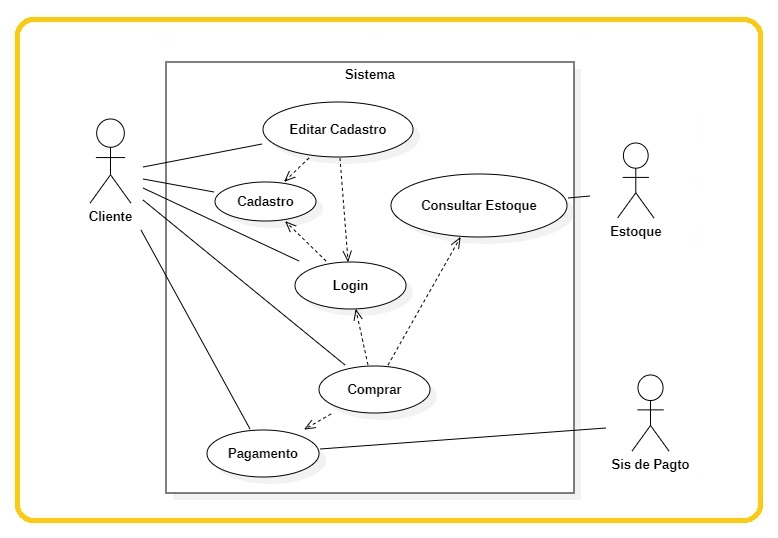 Sistema
Editar Cadastro
Cadastro
Consultar Estoque
Cliente
Estoque
Login
Comprar
Pagamento
Sis de Pagto